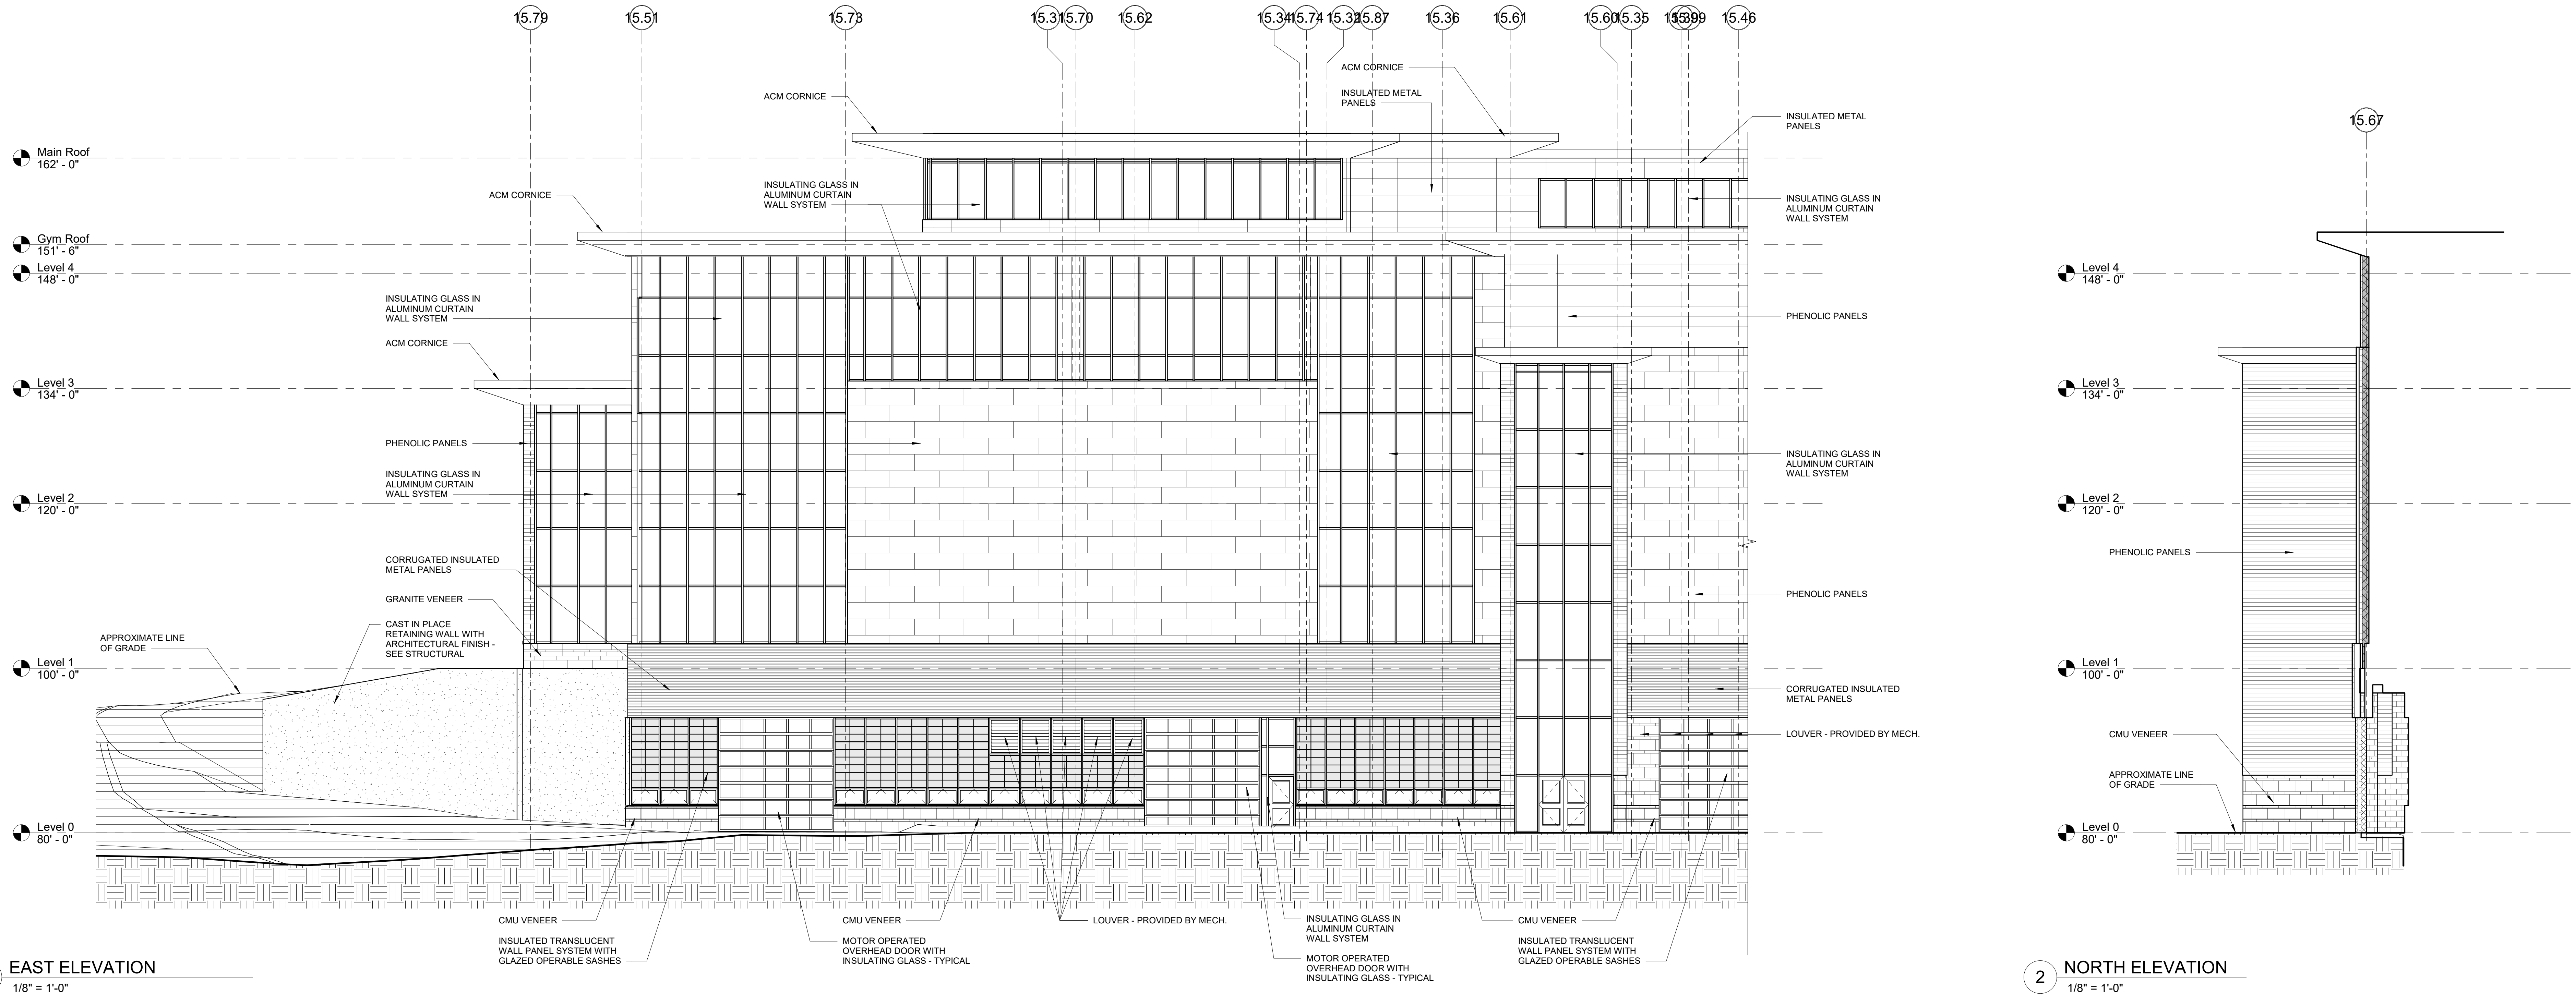 15.79
15.51
15.73
15.31
15.70
15.62
15.34
15.74
15.32
15.87
15.36
15.61
15.60
15.35
15.99
15.46
ACM CORNICE
ACM CORNICE
INSULATED METAL
PANELS
INSULATED METAL
PANELS
15.67
Main Roof
162' - 0"
ACM CORNICE
INSULATING GLASS IN
ALUMINUM CURTAIN
WALL SYSTEM
INSULATING GLASS IN
ALUMINUM CURTAIN
WALL SYSTEM
Gym Roof
151' - 6"
Level 4
148' - 0"
Level 4
148' - 0"
INSULATING GLASS IN
ALUMINUM CURTAIN
WALL SYSTEM
PHENOLIC PANELS
ACM CORNICE
Level 3
134' - 0"
Level 3
134' - 0"
PHENOLIC PANELS
INSULATING GLASS IN
ALUMINUM CURTAIN
WALL SYSTEM
INSULATING GLASS IN
ALUMINUM CURTAIN
WALL SYSTEM
Level 2
120' - 0"
Level 2
120' - 0"
CORRUGATED INSULATED
METAL PANELS
PHENOLIC PANELS
GRANITE VENEER
PHENOLIC PANELS
CAST IN PLACE
RETAINING WALL WITH
ARCHITECTURAL FINISH -
SEE STRUCTURAL
APPROXIMATE LINE
OF GRADE
Level 1
100' - 0"
Level 1
100' - 0"
CORRUGATED INSULATED
METAL PANELS
LOUVER - PROVIDED BY MECH.
CMU VENEER
APPROXIMATE LINE
OF GRADE
Level 0
80' - 0"
Level 0
80' - 0"
CMU VENEER
INSULATED TRANSLUCENT
WALL PANEL SYSTEM WITH
GLAZED OPERABLE SASHES
CMU VENEER
MOTOR OPERATED
OVERHEAD DOOR WITH
INSULATING GLASS - TYPICAL
LOUVER - PROVIDED BY MECH.
INSULATING GLASS IN
ALUMINUM CURTAIN
WALL SYSTEM
MOTOR OPERATED
OVERHEAD DOOR WITH
INSULATING GLASS - TYPICAL
CMU VENEER
INSULATED TRANSLUCENT
WALL PANEL SYSTEM WITH
GLAZED OPERABLE SASHES
EAST ELEVATION
1/8" = 1'-0"
2
NORTH ELEVATION
1/8" = 1'-0"